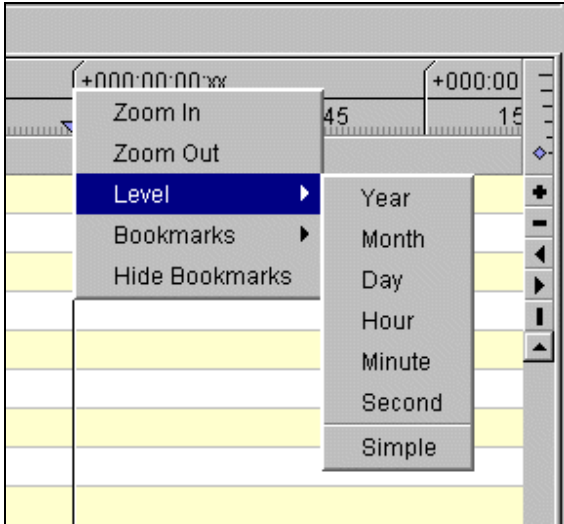 +000:00:00:xx +000:00
45 15
Zoom In
Zoom Out
Level
Bookmarks
Hide Bookmarks
Year
Month
Day
Hour
Minute
Second
Simple